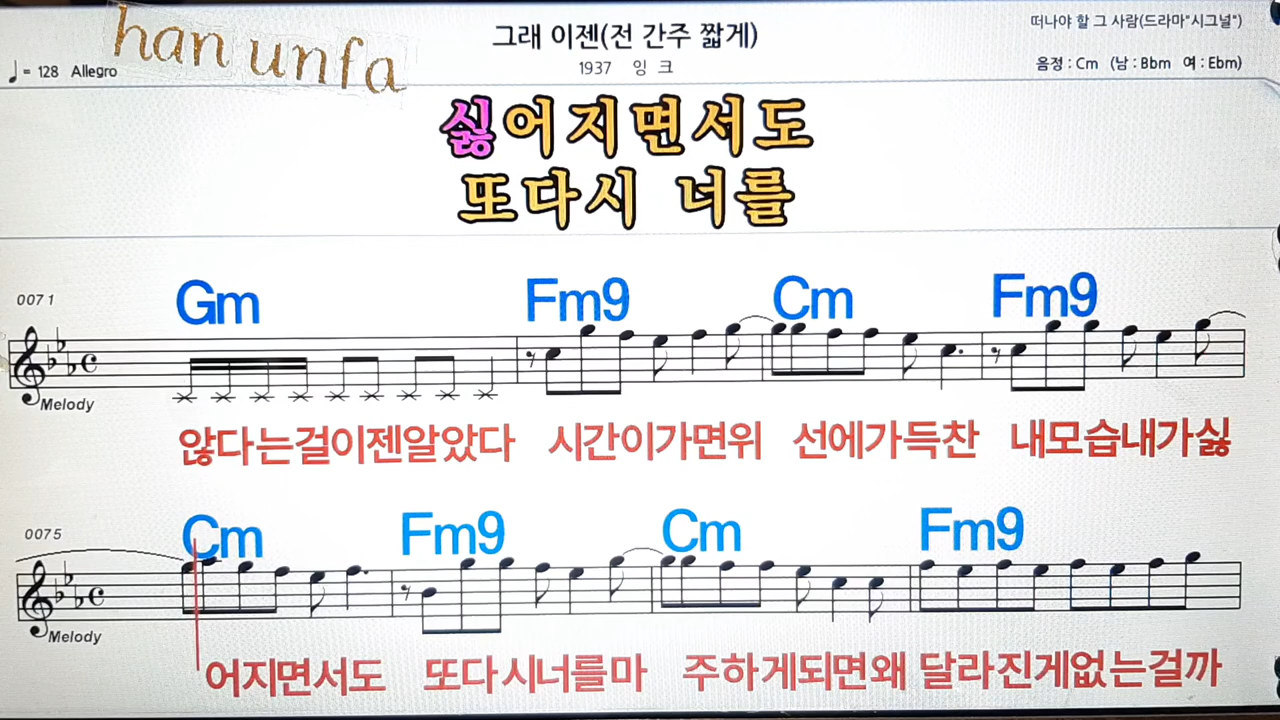 han unfa
그래 이젠(전 간주 짧게)
떠나야 할 그 사람(드라마"시그널")
♩= 128 Allegro
1937 잉 크
음정 : Cm (남 : Bbm 여 : Ebm)
싫어지면서도
또다시 너를
0071
Gm Fm9 Cm Fm9
Melody
않다는걸이젠알았다 시간이가면위 선에가득찬 내모습내가싫
0075
Cm Fm9 Cm Fm9
Melody
어지면서도 또다시너를마 주하게되면왜 달라진게없는걸까